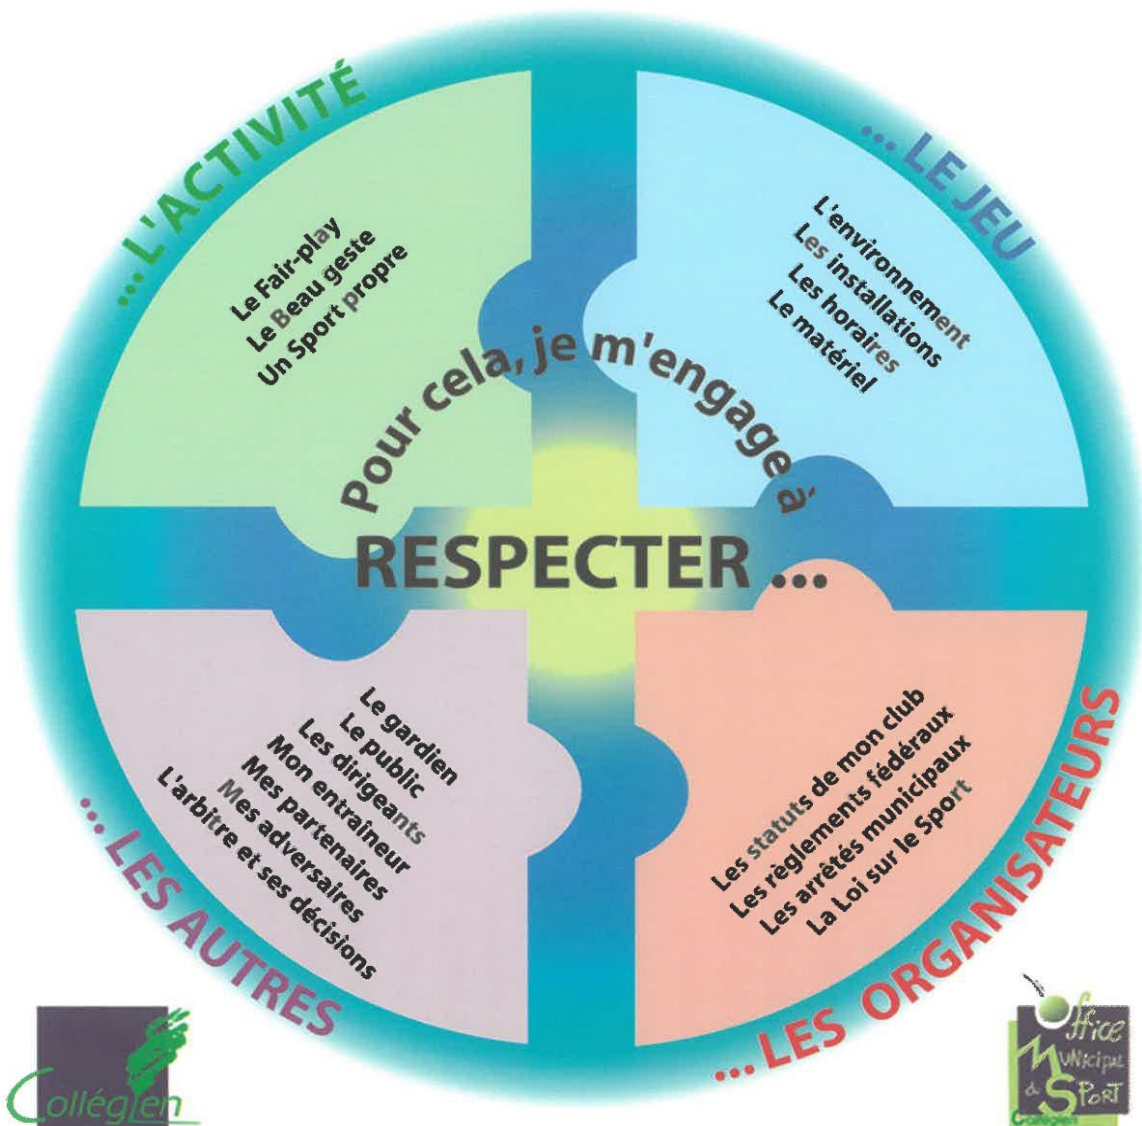 ...L'ACTIVITÉ
Le Fair-play
Le Beau geste
Un Sport propre
... LE JEU
L'environnement
Les installations
Les horaires
Le matériel
Pour cela, je m'engage à
RESPECTER ...
... LES AUTRES
Le gardien
Le public
Les dirigeants
Mon entraîneur
Mes partenaires
Mes adversaires
L'arbitre et ses décisions
... LES ORGANISATEURS
Les statuts de mon club
Les règlements fédéraux
Les arrêtés municipaux
La Loi sur le Sport
Collégien
Office
MUNICIPAL
du SPORT
Collégien